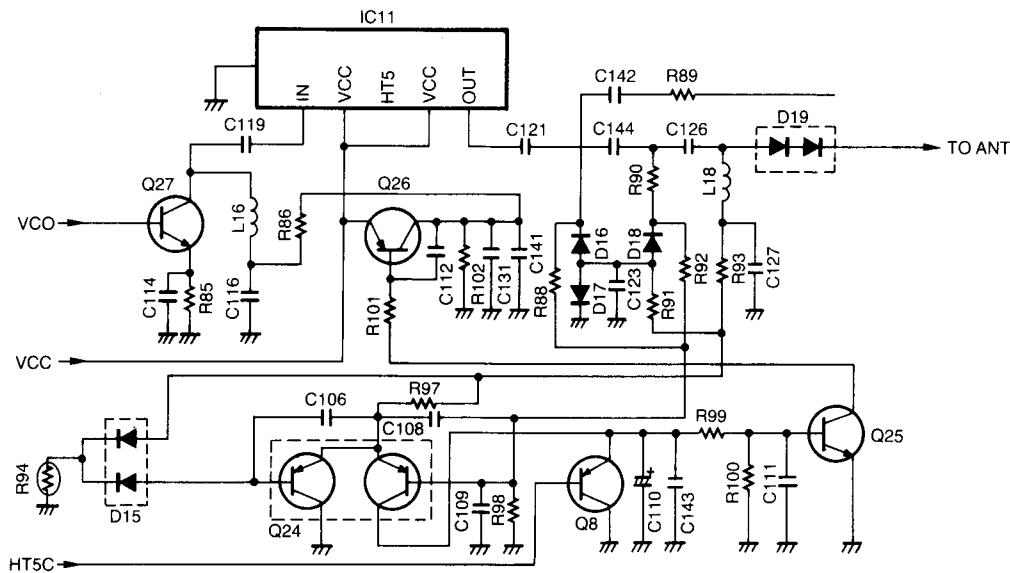 IC11
C142
R89
IN
VCC
HT5
VCC
OUT
C119
C121
C144
C126
D19
TO ANT
Q27
Q26
R90
L18
VCO
L16
R86
D16
D18
C114
R85
C116
R101
C112
R102
C131
C141
R88
D17
C123
R91
R92
R93
C127
VCC
C106
R97
C108
R99
Q25
R94
D15
Q24
C109
R98
Q8
C110
+
C143
R100
C111
HT5C